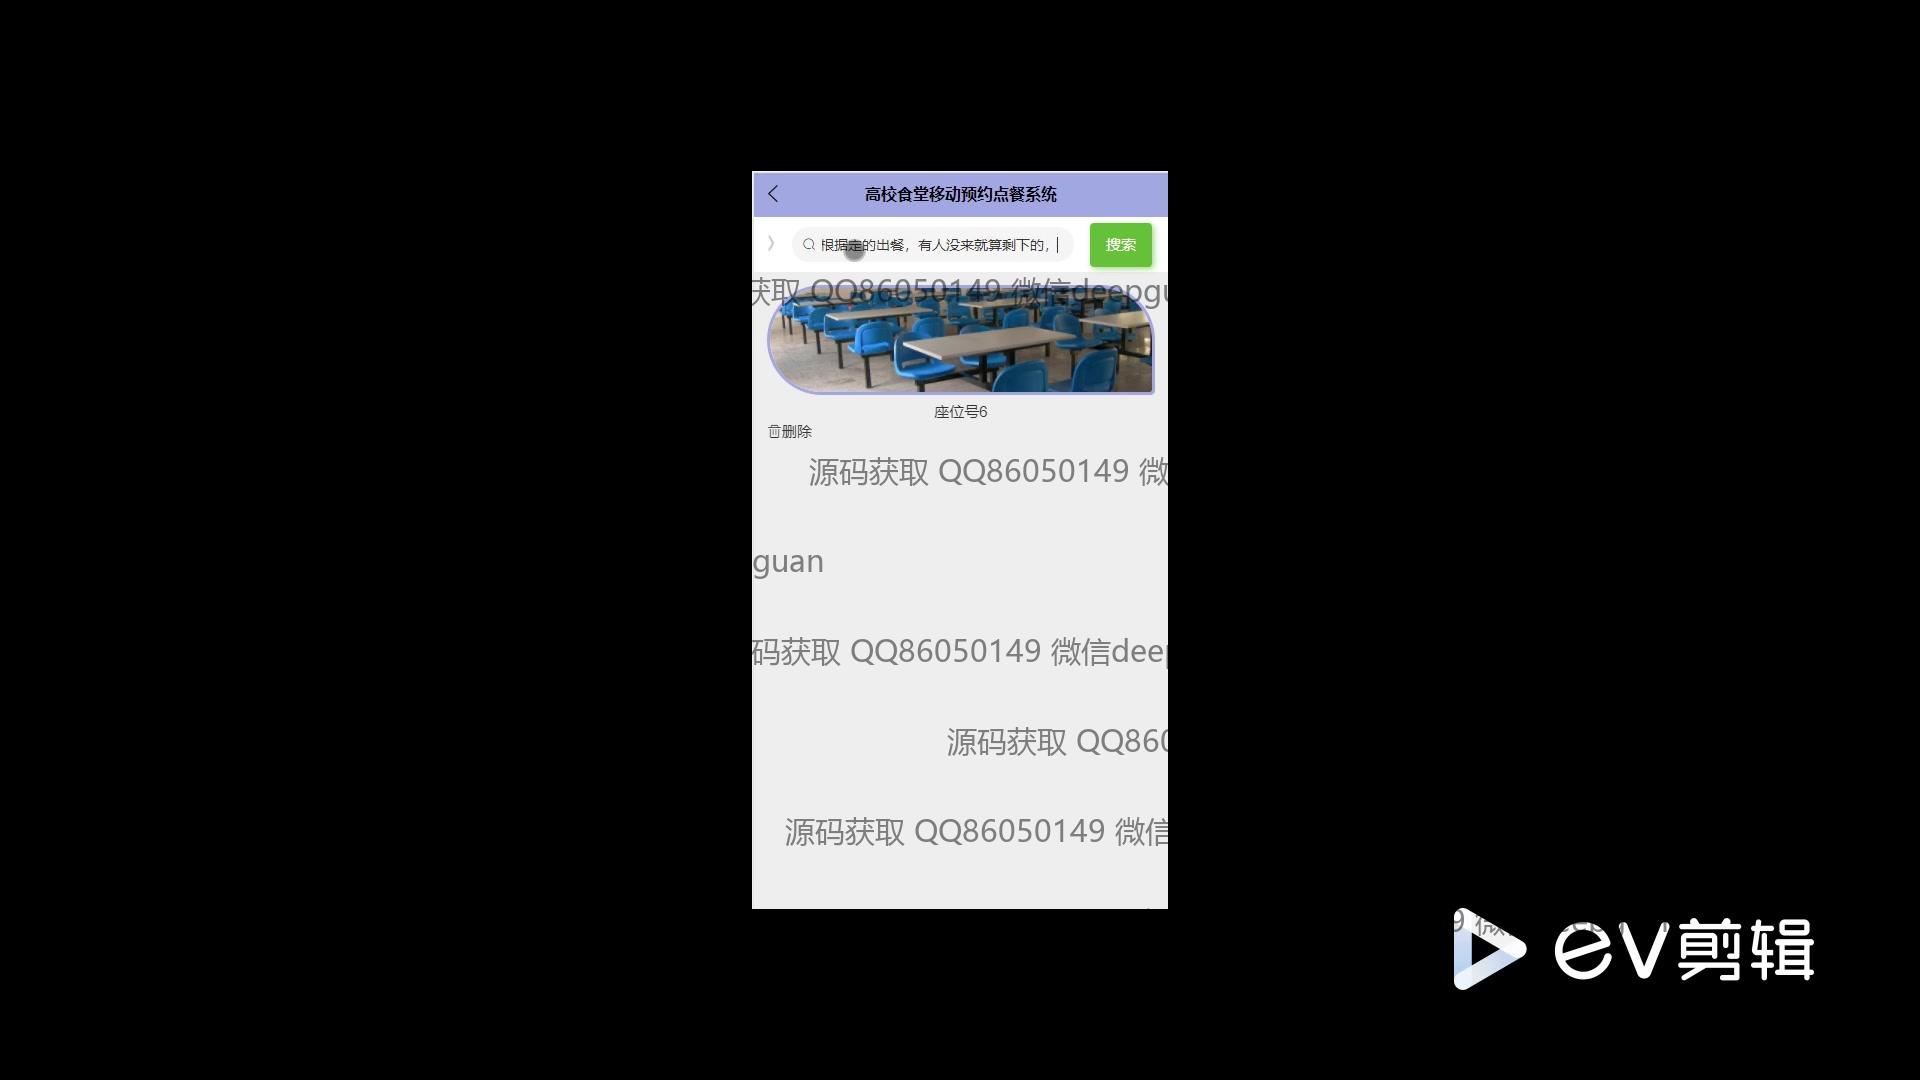 高校食堂移动预约点餐系统
根据定的出餐，有人没来就算剩下的，
搜索
获取 QQ86050149 微信deepgu
座位号6
删除
源码获取 QQ86050149 微
guan
码获取 QQ86050149 微信deep
源码获取 QQ860
源码获取 QQ86050149 微信
ev剪辑